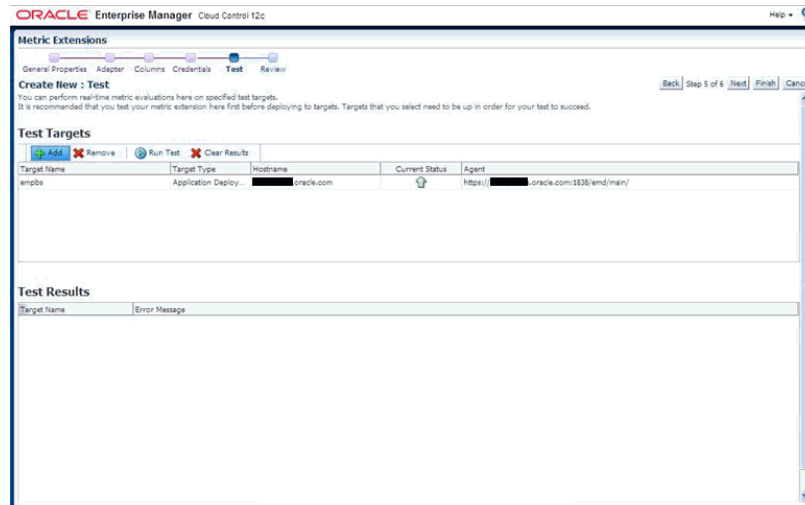 ORACLE Enterprise Manager Cloud Control 12c
Help
Metric Extensions
General Properties Adapter Columns Credentials Test Review
Create New : Test
Back Step 5 of 6 Next Finish Canc
You can perform real-time metric evaluations here on specified test targets.
It is recommended that you test your metric extension here first before deploying to targets. Targets that you select need to be up in order for your test to succeed.
Test Targets
Add Remove Run Test Clear Results
Target Name Target Type Hostname Current Status Agent
empbs Application Deploy... .oracle.com https:// .oracle.com:1838/emd/main/
Test Results
Target Name Error Message